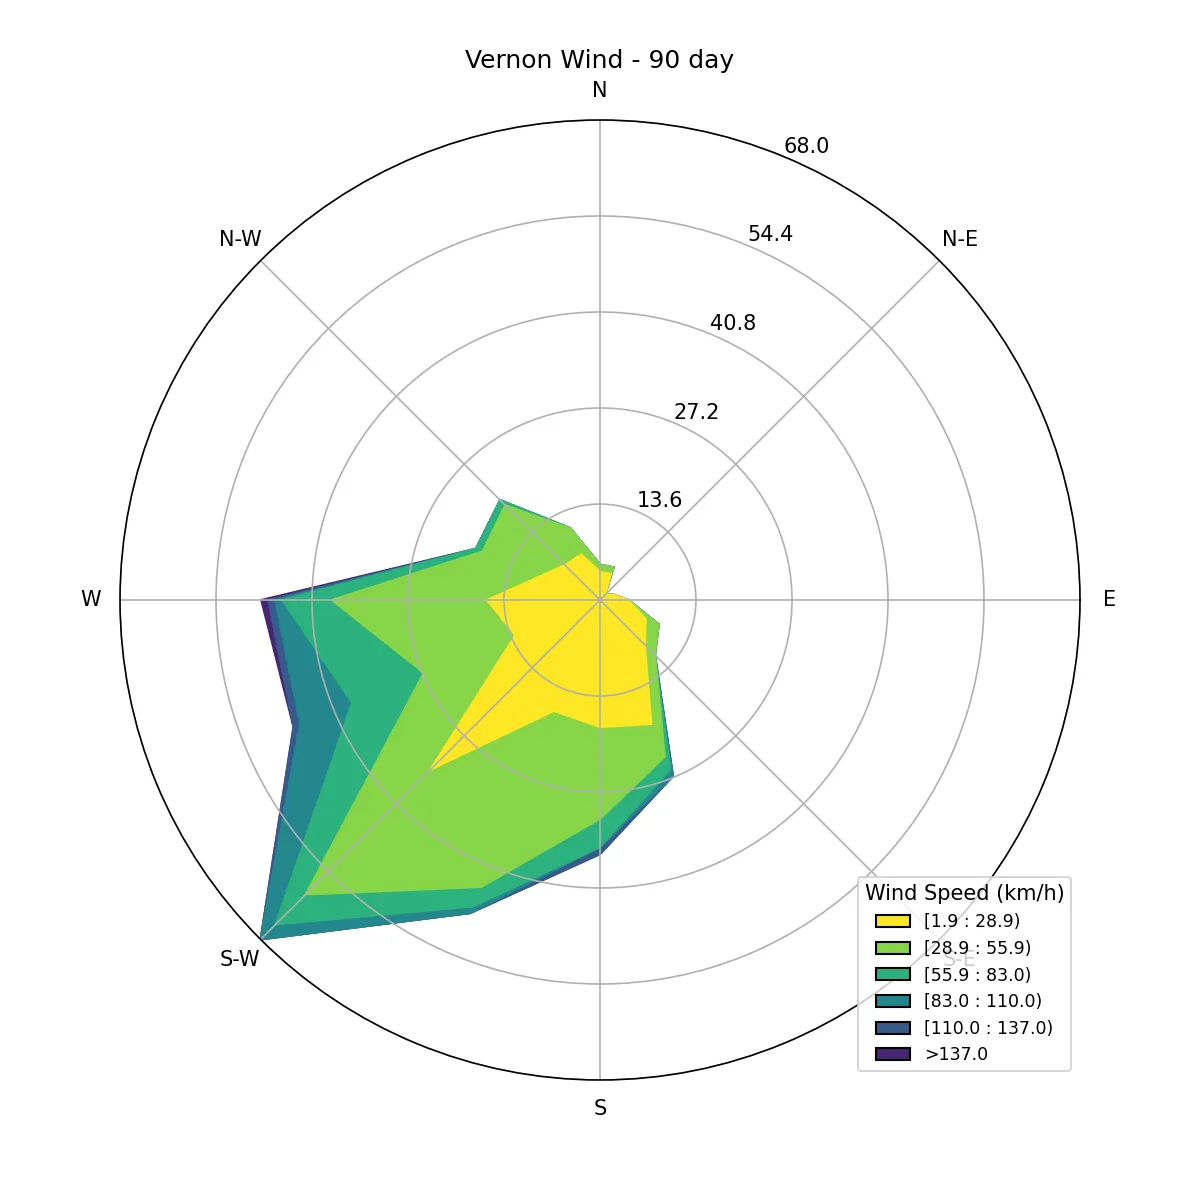 Vernon Wind - 90 day
N
68.0
N-W
54.4
N-E
40.8
27.2
13.6
W
E
Wind Speed (km/h)
[1.9 : 28.9)
[28.9 : 55.9)
S-W
S-E
[55.9 : 83.0)
[83.0 : 110.0)
[110.0 : 137.0)
>137.0
S